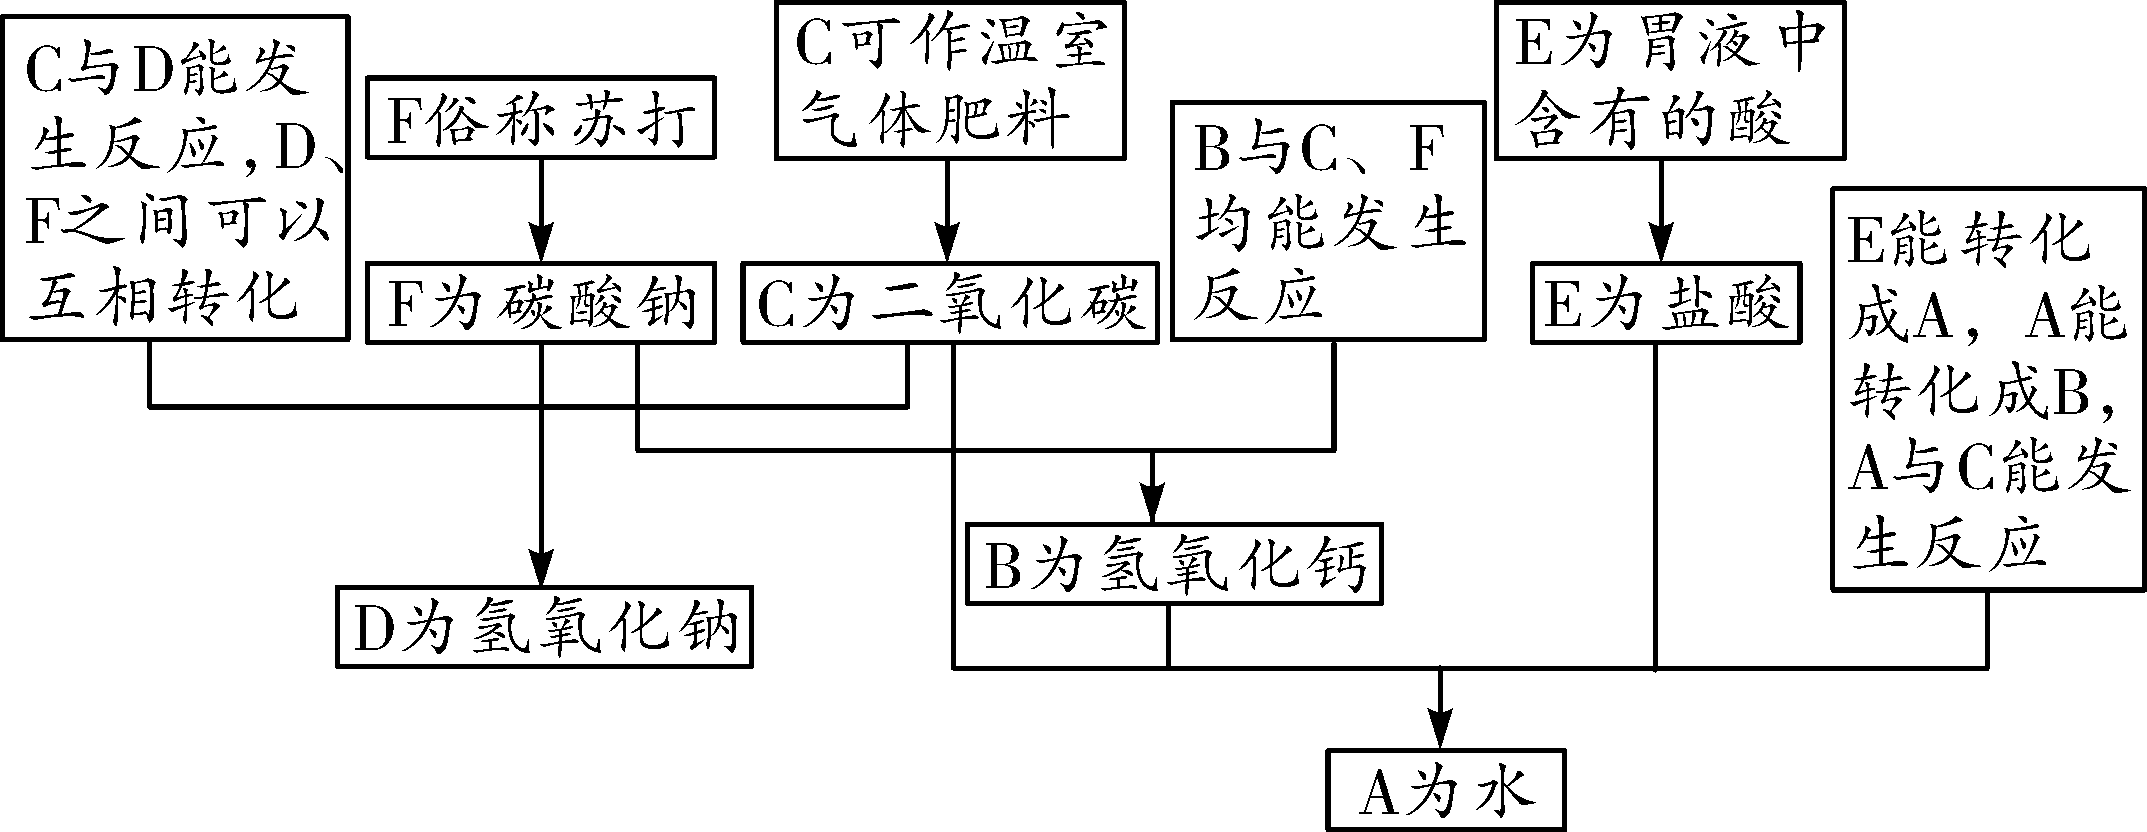 C与D能发
生反应,D、
F之间可以
互相转化
F俗称苏打
C可作温室
气体肥料
B与C、F
均能发生
反应
E为胃液中
含有的酸
E能转化
成A，A能
转化成B，
A与C能发
生反应
F为碳酸钠
C为二氧化碳
E为盐酸
B为氢氧化钙
D为氢氧化钠
A为水